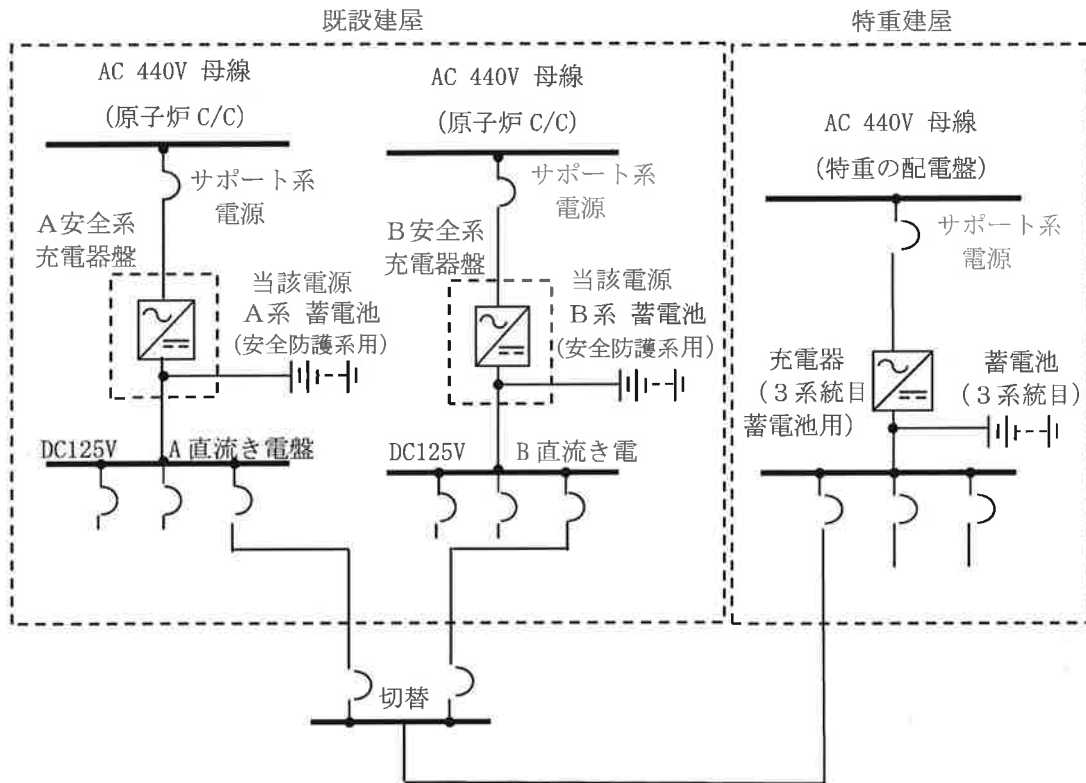 既設建屋
特重建屋
AC 440V 母線
(原子炉 C/C)
サポート系
電源
A安全系
充電器盤
当該電源
A系 蓄電池
(安全防護系用)
DC125V
A直流き電盤
AC 440V 母線
(原子炉 C/C)
サポート系
電源
B安全系
充電器盤
当該電源
B系 蓄電池
(安全防護系用)
DC125V
B直流き電
AC 440V 母線
(特重の配電盤)
サポート系
電源
充電器
(3系統目
蓄電池用)
蓄電池
(3系統目)
切替